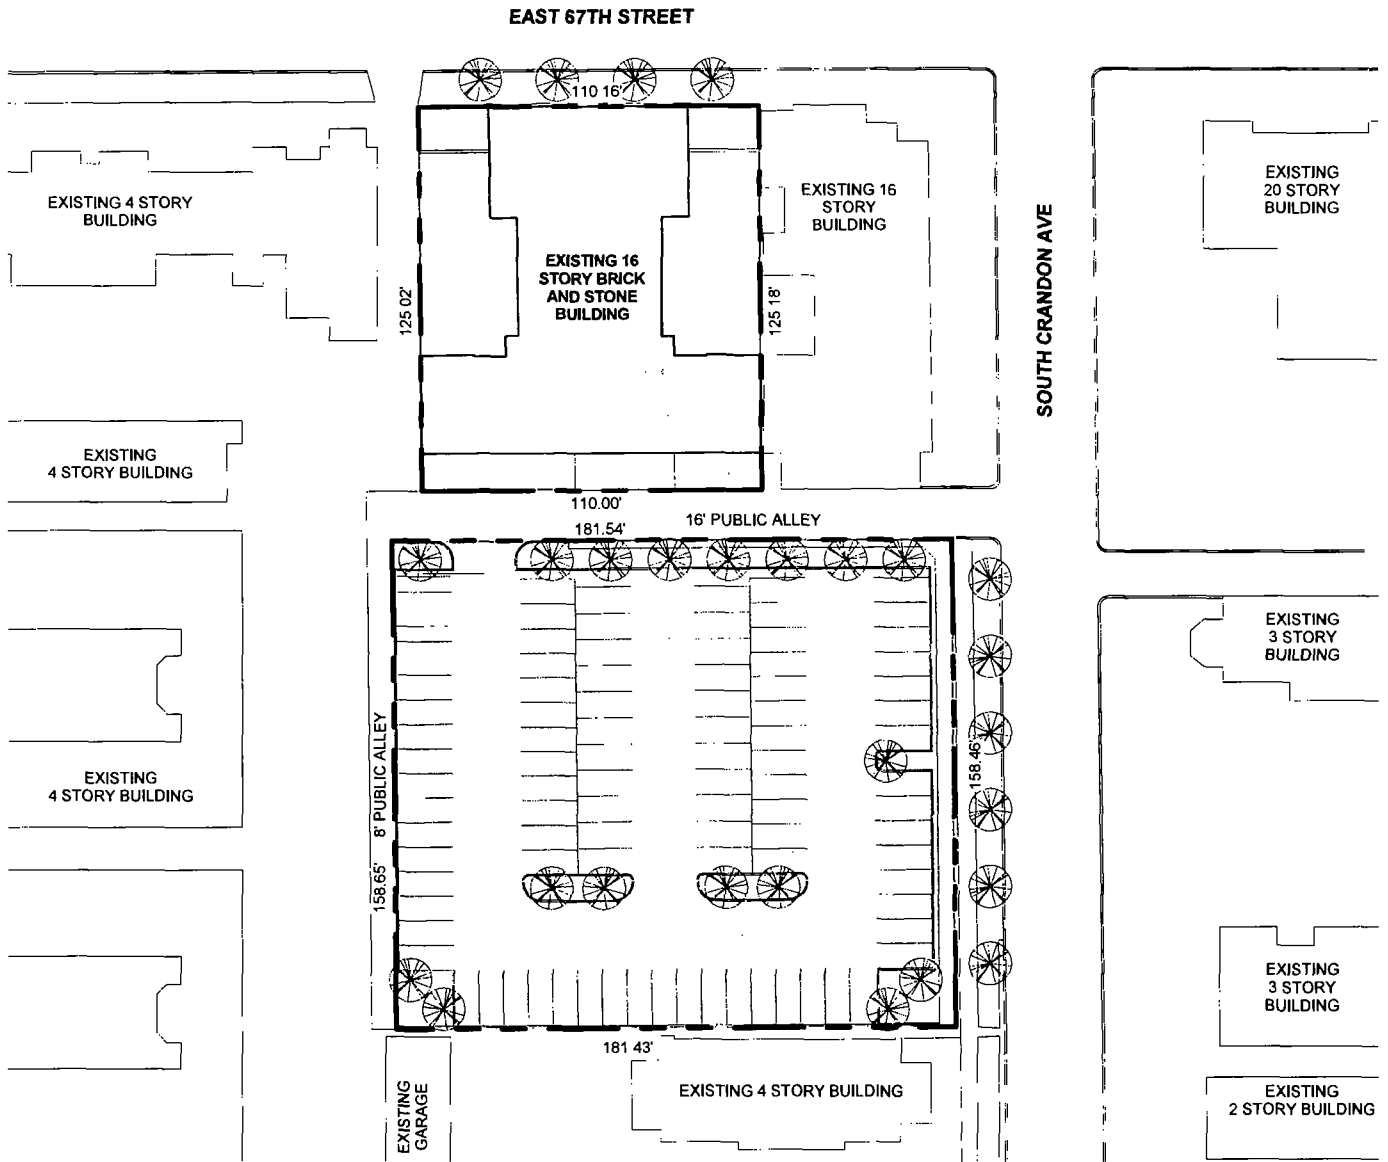 EAST 67TH STREET
110 16'
EXISTING 4 STORY
BUILDING
EXISTING 16
STORY
BUILDING
EXISTING
20 STORY
BUILDING
EXISTING 16
STORY BRICK
AND STONE
BUILDING
125 02'
125 18'
SOUTH CRANDON AVE
EXISTING
4 STORY BUILDING
110.00'
16' PUBLIC ALLEY
181.54'
EXISTING
3 STORY
BUILDING
EXISTING
4 STORY BUILDING
8' PUBLIC ALLEY
158.65'
158.46'
EXISTING
3 STORY
BUILDING
181 43'
EXISTING
GARAGE
EXISTING 4 STORY BUILDING
EXISTING
2 STORY BUILDING